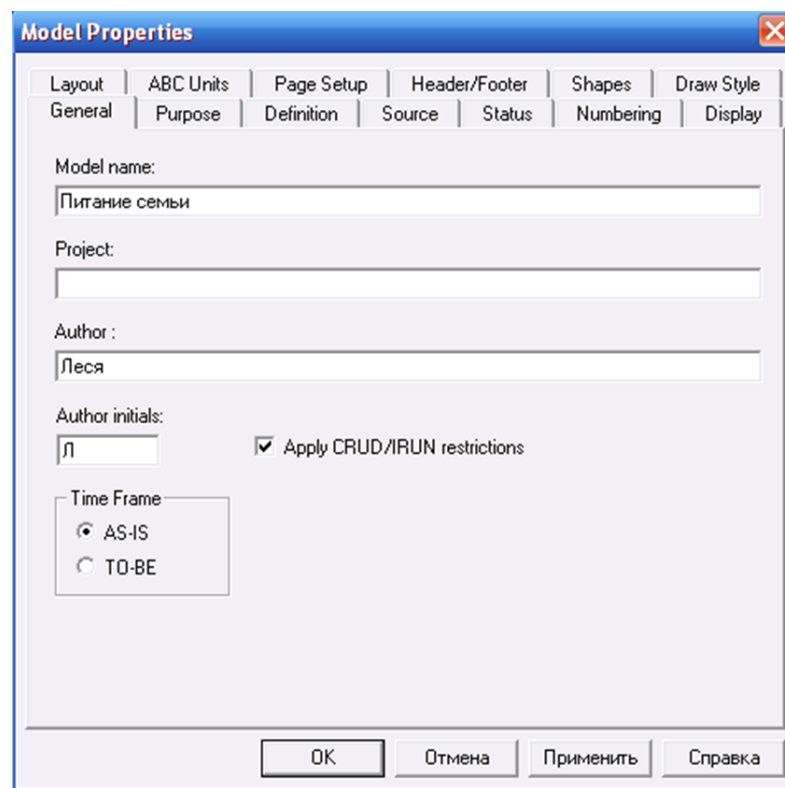 Model Properties
Layout ABC Units Page Setup Header/Footer Shapes Draw Style
General Purpose Definition Source Status Numbering Display
Model name:
Питание семьи
Project:
Author :
Леся
Author initials:
Л
Apply CRUD/IRUN restrictions
Time Frame
AS-IS
TO-BE
OK Отмена Применить Справка